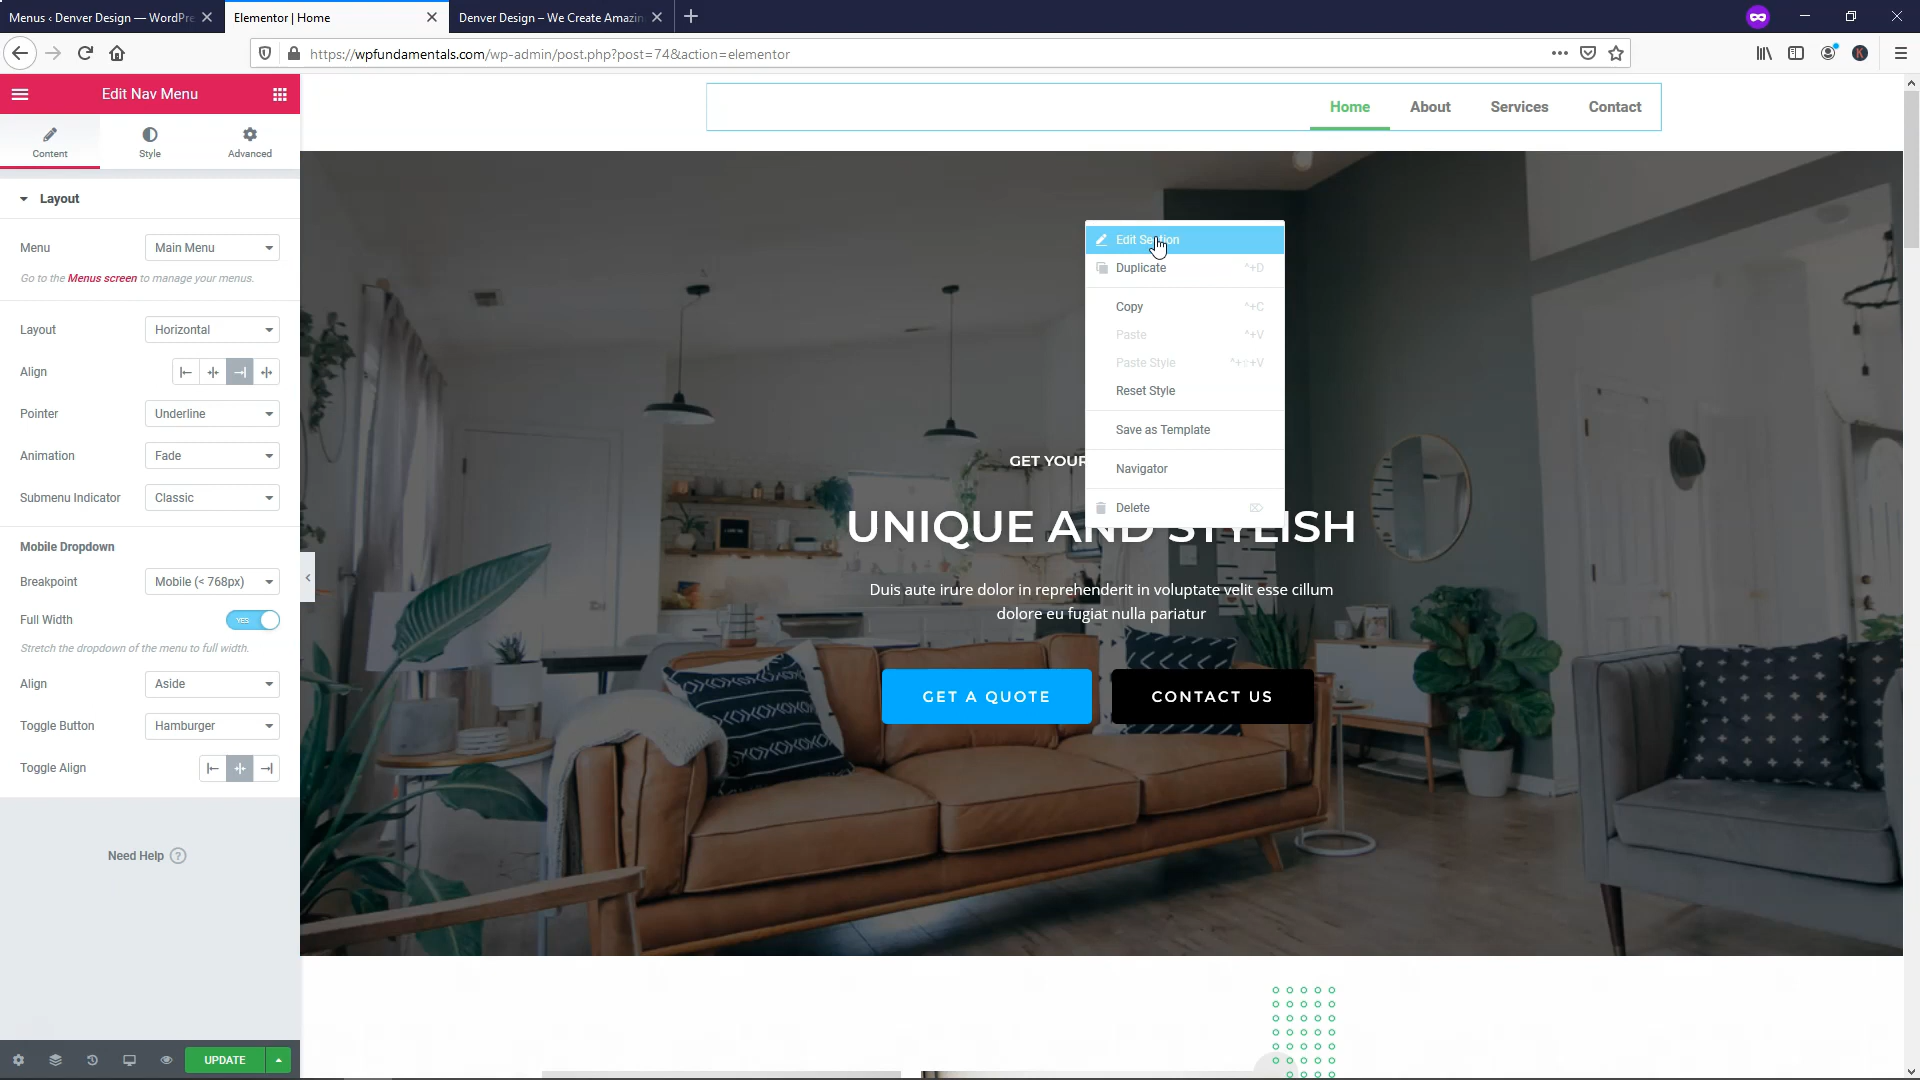 Menus ‹ Denver Design — WordPre
Elementor | Home
Denver Design – We Create Amazin
https://wpfundamentals.com/wp-admin/post.php?post=74&action=elementor
Edit Nav Menu
Content
Style
Advanced
Home
About
Services
Contact
Layout
Menu
Main Menu
Go to the Menus screen to manage your menus.
Layout
Horizontal
Align
Pointer
Underline
Animation
Fade
Submenu Indicator
Classic
Mobile Dropdown
Breakpoint
Mobile (< 768px)
Full Width
YES
Stretch the dropdown of the menu to full width.
Align
Aside
Toggle Button
Hamburger
Toggle Align
Need Help
UPDATE
Edit Section
Duplicate ^+D
Copy ^+C
Paste ^+V
Paste Style
Reset Style
Save as Template
Navigator
Delete
GET YOUR
UNIQUE AND STYLISH
Duis aute irure dolor in reprehenderit in voluptate velit esse cillum
dolore eu fugiat nulla pariatur
GET A QUOTE
CONTACT US